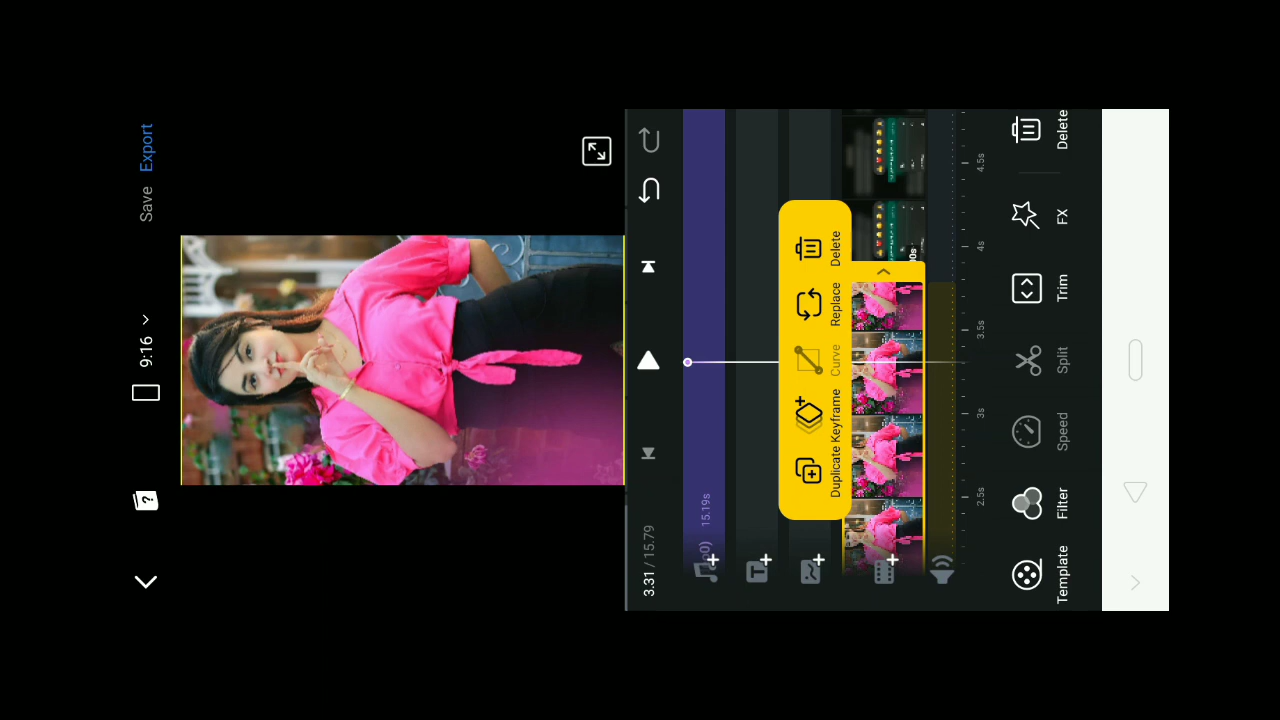 ?
9:16
Save
Export
3.31 / 15.79
15.19s
Duplicate Keyframe
Curve
Replace
Delete
2.5s
3s
3.5s
4s
4.5s
Template
Filter
Speed
Split
Trim
FX
Delete